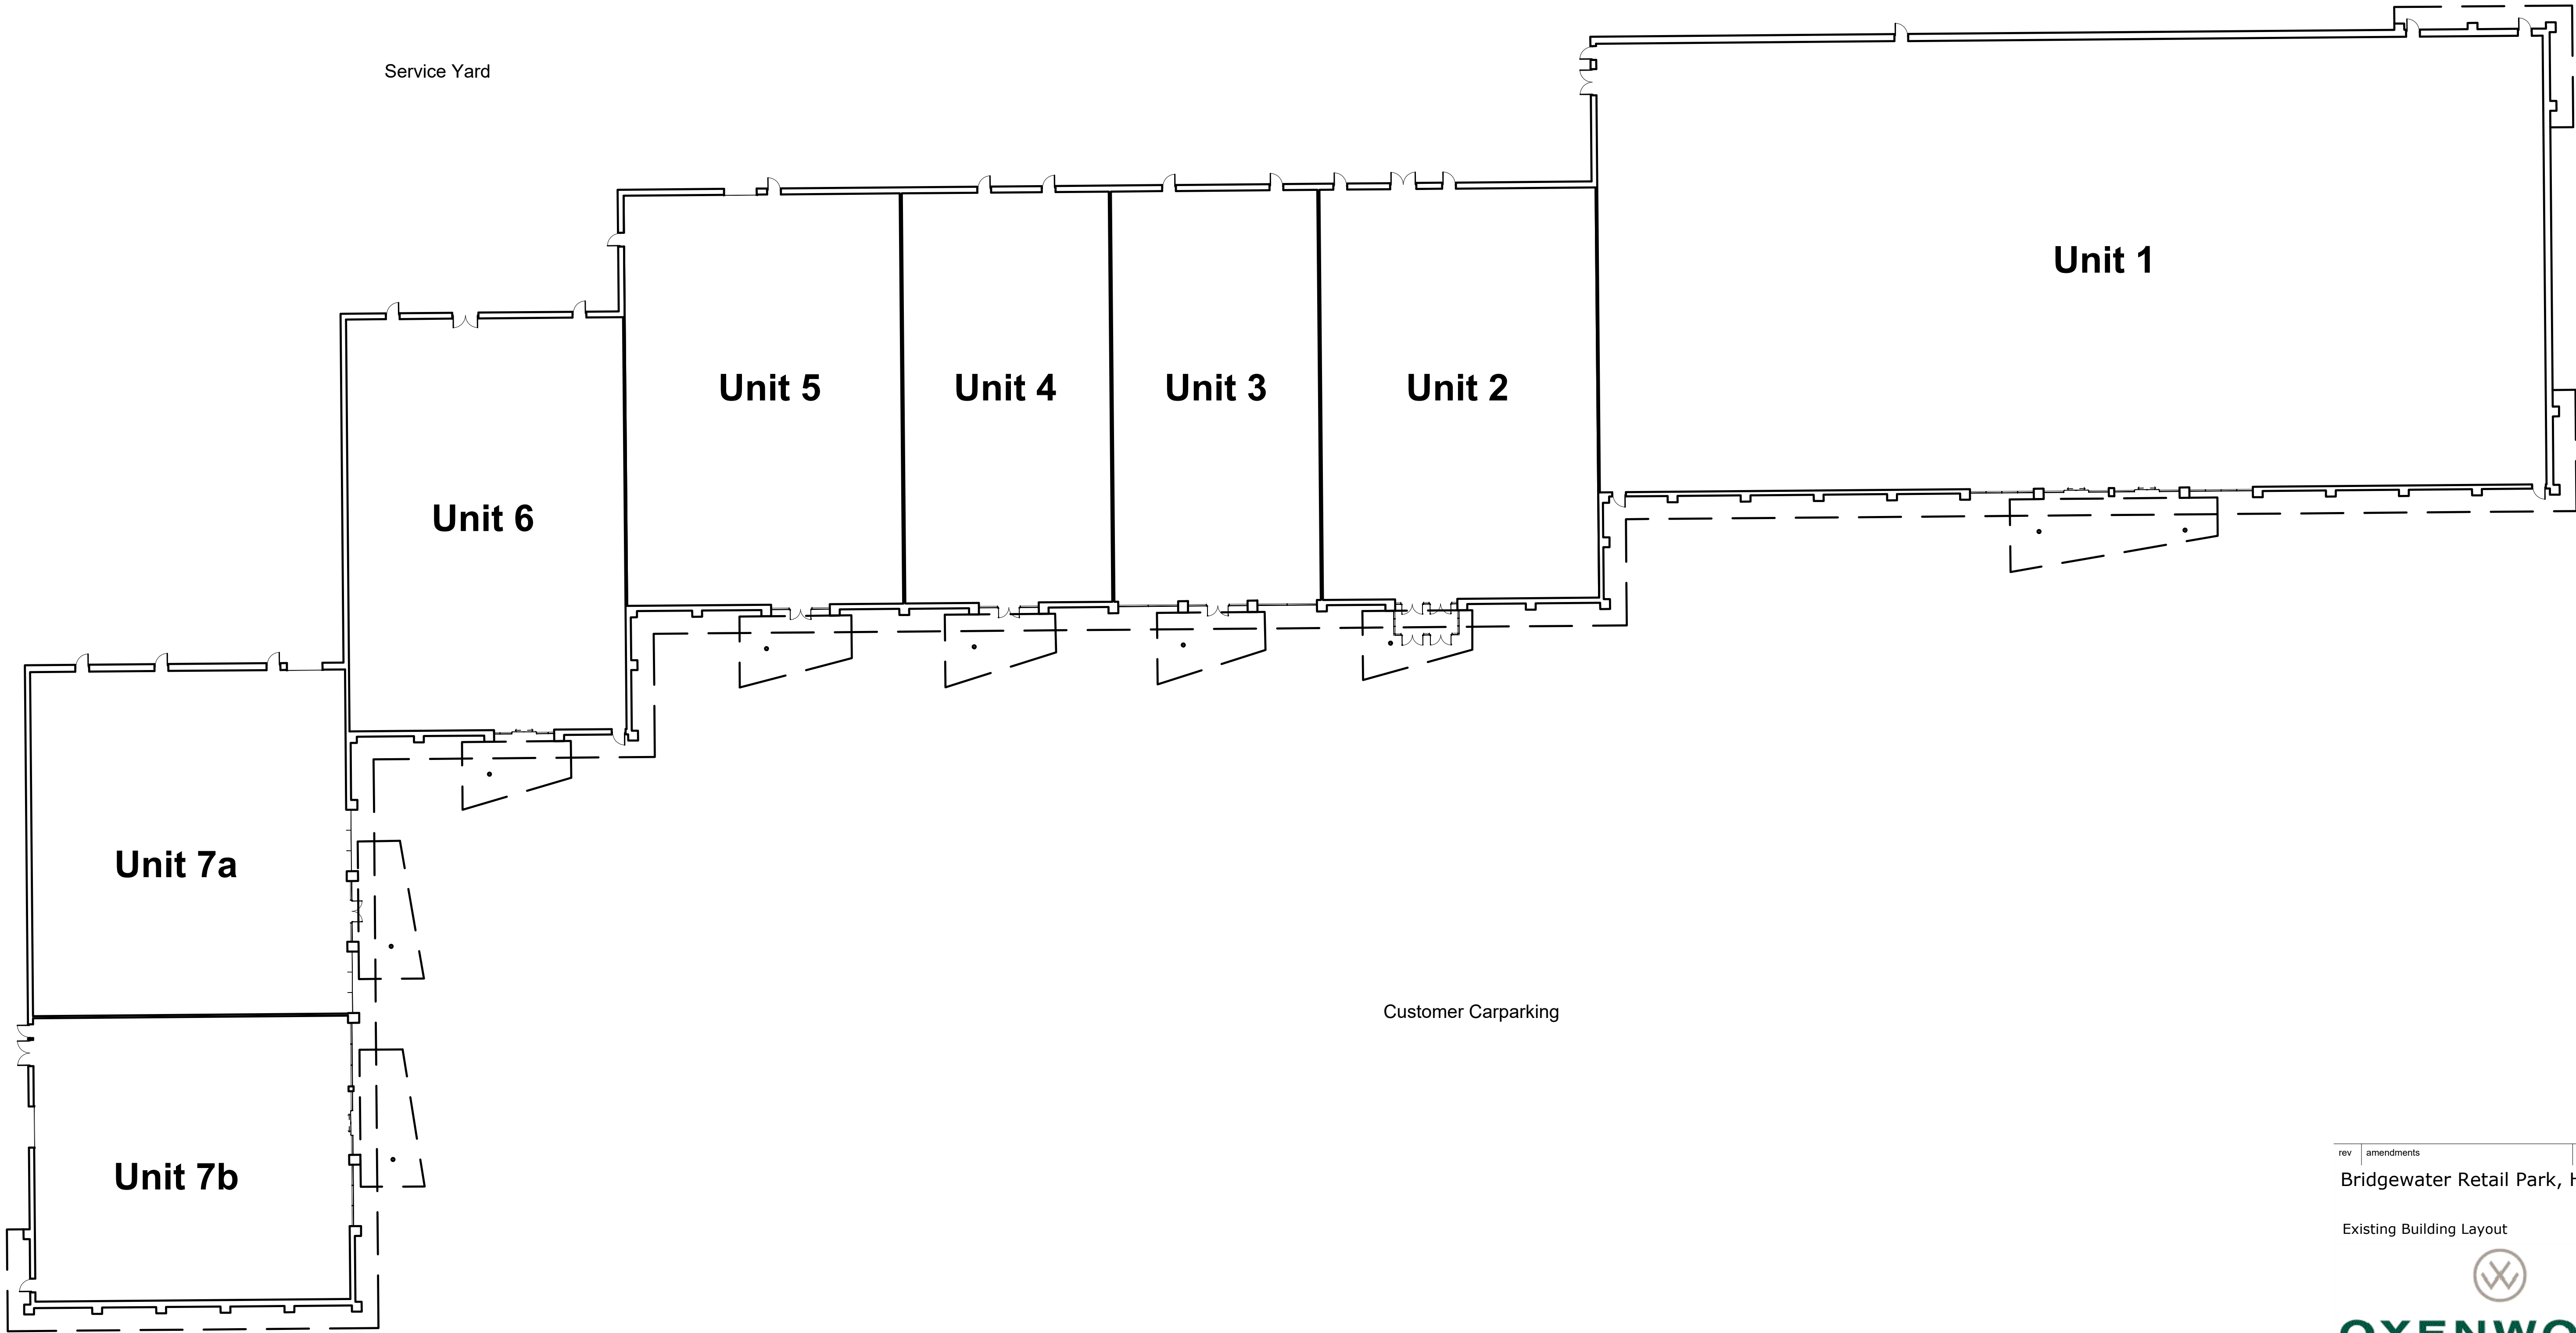 Service Yard
Unit 1
Unit 5
Unit 4
Unit 3
Unit 2
Unit 6
Unit 7a
Customer Carparking
Unit 7b
rev amendments
Bridgewater Retail Park, H
Existing Building Layout